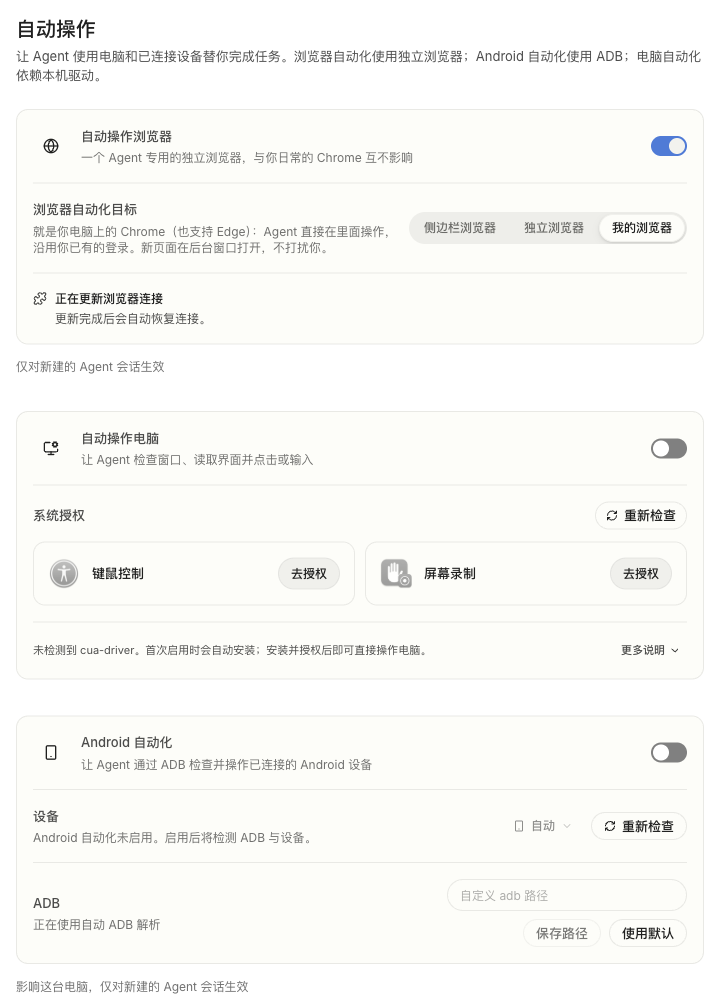 自动操作
让 Agent 使用电脑和已连接设备替你完成任务。浏览器自动化使用独立浏览器；Android 自动化使用 ADB；电脑自动化
依赖本机驱动。
自动操作浏览器
一个 Agent 专用的独立浏览器，与你日常的 Chrome 互不影响
浏览器自动化目标
就是你电脑上的 Chrome（也支持 Edge）：Agent 直接在里面操作，
沿用你已有的登录。新页面在后台窗口打开，不打扰你。
侧边栏浏览器
独立浏览器
我的浏览器
正在更新浏览器连接
更新完成后会自动恢复连接。
仅对新建的 Agent 会话生效
自动操作电脑
让 Agent 检查窗口、读取界面并点击或输入
系统授权
重新检查
键鼠控制
去授权
屏幕录制
去授权
未检测到 cua-driver。首次启用时会自动安装；安装并授权后即可直接操作电脑。
更多说明
Android 自动化
让 Agent 通过 ADB 检查并操作已连接的 Android 设备
设备
Android 自动化未启用。启用后将检测 ADB 与设备。
自动
重新检查
ADB
正在使用自动 ADB 解析
自定义 adb 路径
保存路径
使用默认
影响这台电脑，仅对新建的 Agent 会话生效